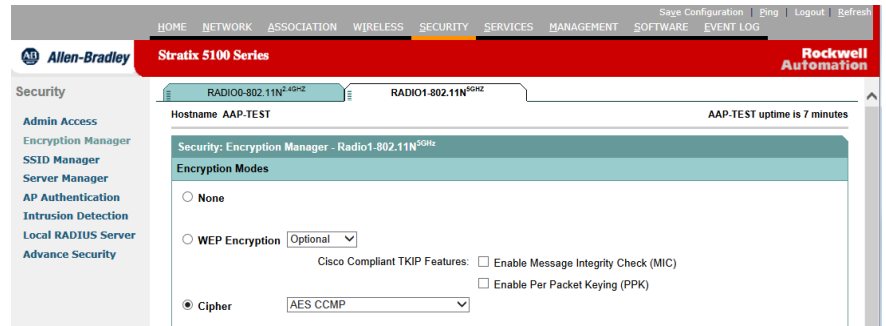 Save Configuration | Ping | Logout | Refresh
HOME NETWORK ASSOCIATION WIRELESS SECURITY SERVICES MANAGEMENT SOFTWARE EVENT LOG
AB Allen-Bradley
Stratix 5100 Series
Rockwell
Automation
Security
Admin Access
Encryption Manager
SSID Manager
Server Manager
AP Authentication
Intrusion Detection
Local RADIUS Server
Advance Security
RADIO0-802.11N2.4GHZ
RADIO1-802.11N5GHZ
Hostname AAP-TEST
AAP-TEST uptime is 7 minutes
Security: Encryption Manager - Radio1-802.11N5GHz
Encryption Modes
None
WEP Encryption Optional
Cisco Compliant TKIP Features: Enable Message Integrity Check (MIC)
Enable Per Packet Keying (PPK)
Cipher AES CCMP